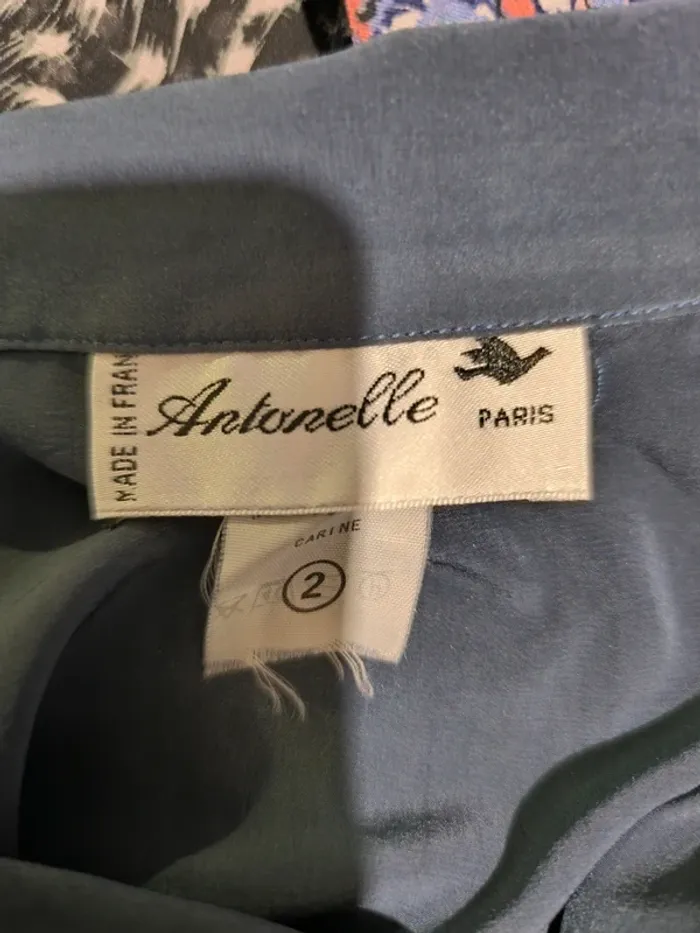 MADE IN FRAN
Antonelle
PARIS
CARINE
2